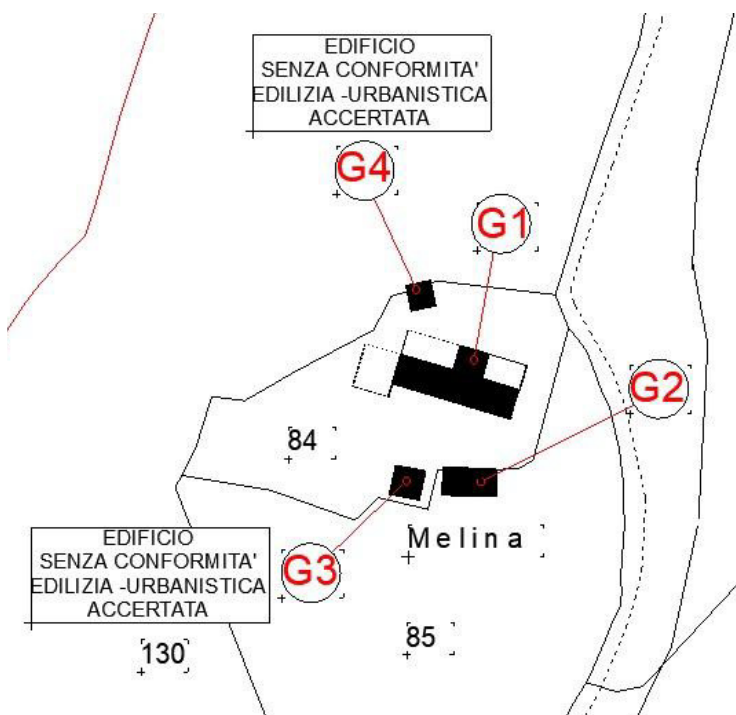 EDIFICIO
SENZA CONFORMITA'
EDILIZIA -URBANISTICA
ACCERTATA
G4
G1
G2
84
Melina
EDIFICIO
SENZA CONFORMITA'
EDILIZIA -URBANISTICA
ACCERTATA
G3
85
130